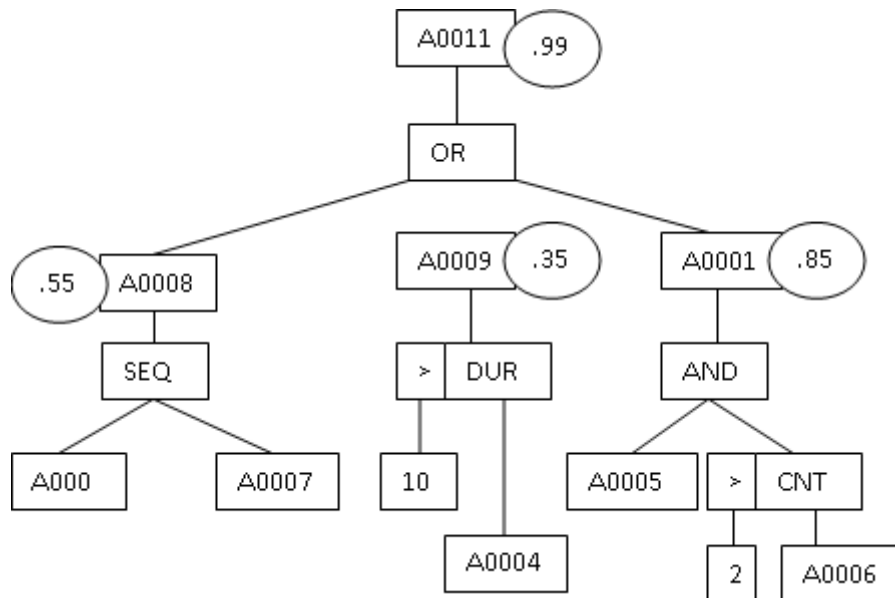 A0011
.99
OR
.55
A0008
A0009
.35
A0001
.85
SEQ
> DUR
AND
A000
A0007
10
A0005
> CNT
A0004
2
A0006